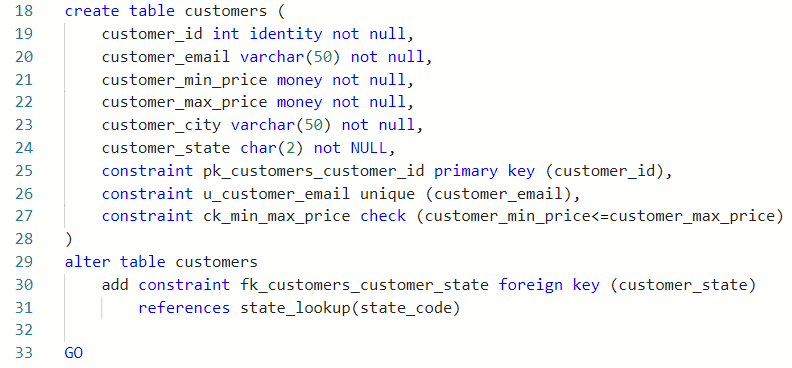 18 create table customers (
19 customer_id int identity not null,
20 customer_email varchar(50) not null,
21 customer_min_price money not null,
22 customer_max_price money not null,
23 customer_city varchar(50) not null,
24 customer_state char(2) not NULL,
25 constraint pk_customers_customer_id primary key (customer_id),
26 constraint u_customer_email unique (customer_email),
27 constraint ck_min_max_price check (customer_min_price<=customer_max_price)
28 )
29 alter table customers
30 add constraint fk_customers_customer_state foreign key (customer_state)
31 references state_lookup(state_code)
32
33 GO